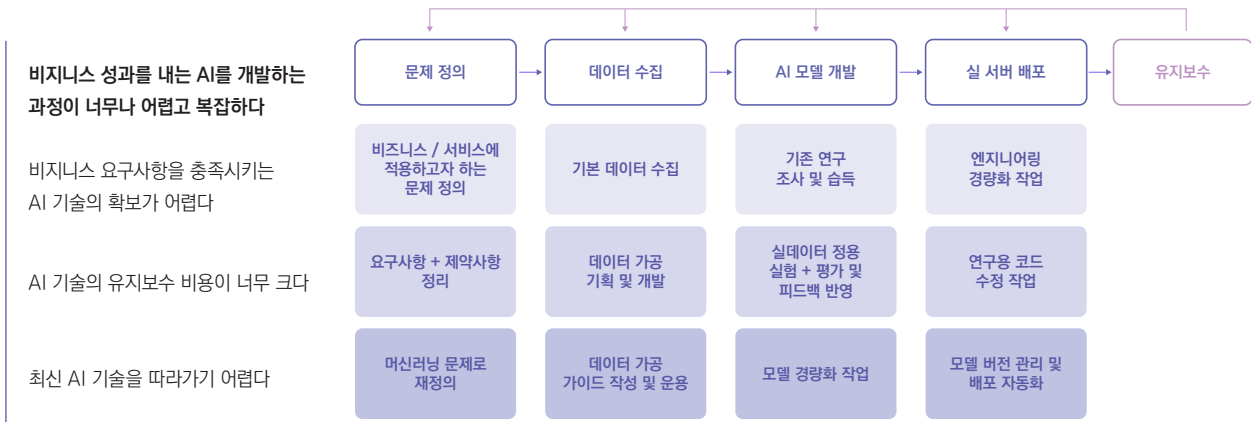 비지니스 성과를 내는 AI를 개발하는
과정이 너무나 어렵고 복잡하다
비지니스 요구사항을 충족시키는
AI 기술의 확보가 어렵다
AI 기술의 유지보수 비용이 너무 크다
최신 AI 기술을 따라가기 어렵다
문제 정의
데이터 수집
AI 모델 개발
실 서버 배포
유지보수
비즈니스 / 서비스에
적용하고자 하는
문제 정의
기본 데이터 수집
기존 연구
조사 및 습득
엔지니어링
경량화 작업
요구사항 + 제약사항
정리
데이터 가공
기획 및 개발
실데이터 정용
실험 + 평가 및
피드백 반영
연구용 코드
수정 작업
머신러닝 문제로
재정의
데이터 가공
가이드 작성 및 운용
모델 경량화 작업
모델 버전 관리 및
배포 자동화